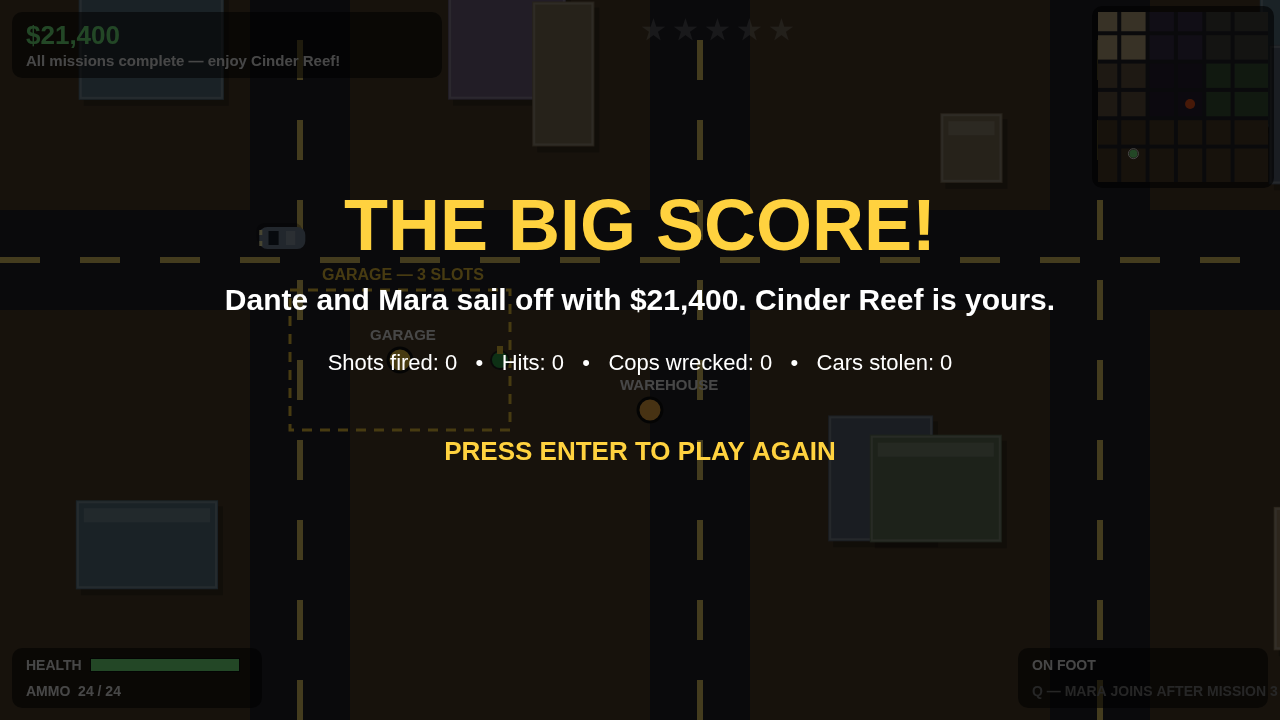 $21,400
All missions complete — enjoy Cinder Reef!
★★★★★
THE BIG SCORE!
GARAGE — 3 SLOTS
Dante and Mara sail off with $21,400. Cinder Reef is yours.
GARAGE
Shots fired: 0 • Hits: 0 • Cops wrecked: 0 • Cars stolen: 0
WAREHOUSE
PRESS ENTER TO PLAY AGAIN
HEALTH
AMMO 24 / 24
ON FOOT
Q — MARA JOINS AFTER MISSION 3